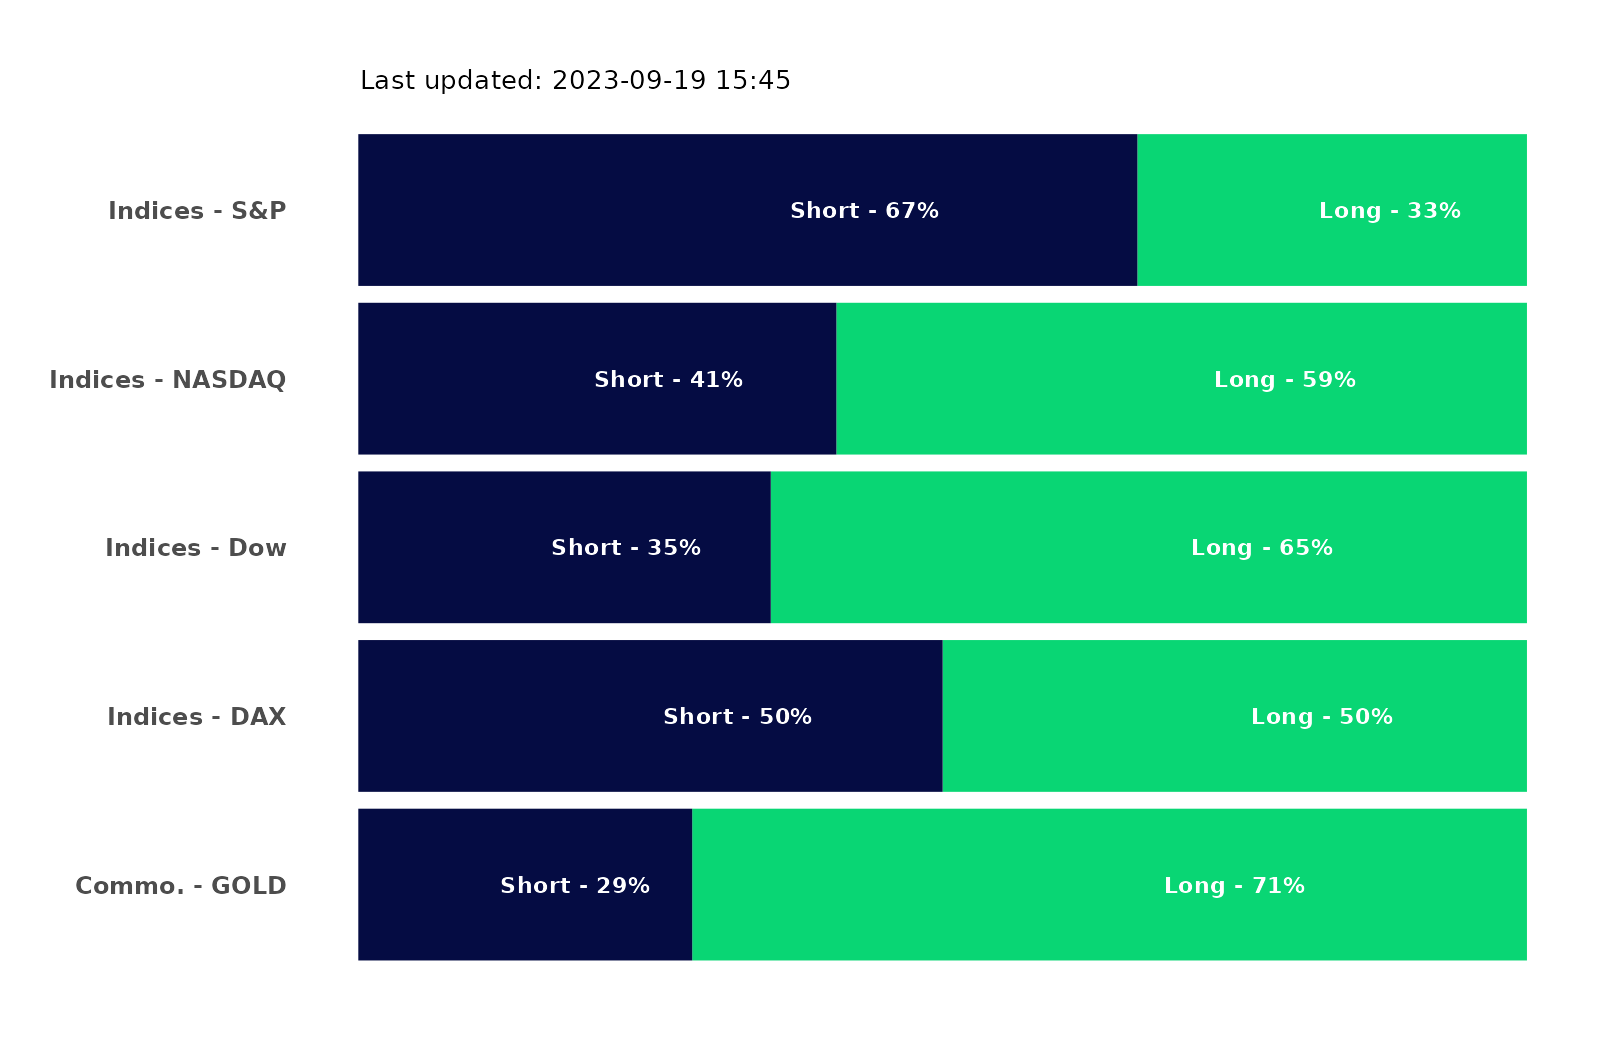 Last updated: 2023-09-19 15:45
Indices - S&P Short - 67% Long - 33%
Indices - NASDAQ Short - 41% Long - 59%
Indices - Dow Short - 35% Long - 65%
Indices - DAX Short - 50% Long - 50%
Commo. - GOLD Short - 29% Long - 71%